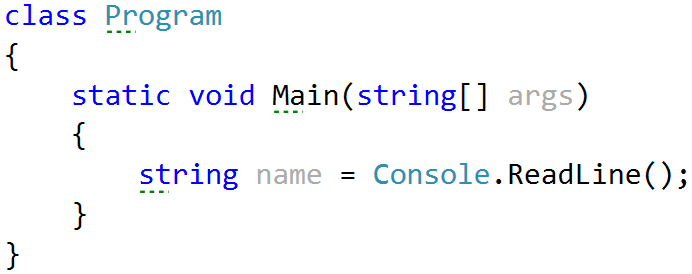 class Program
{
    static void Main(string[] args)
    {
        string name = Console.ReadLine();
    }
}